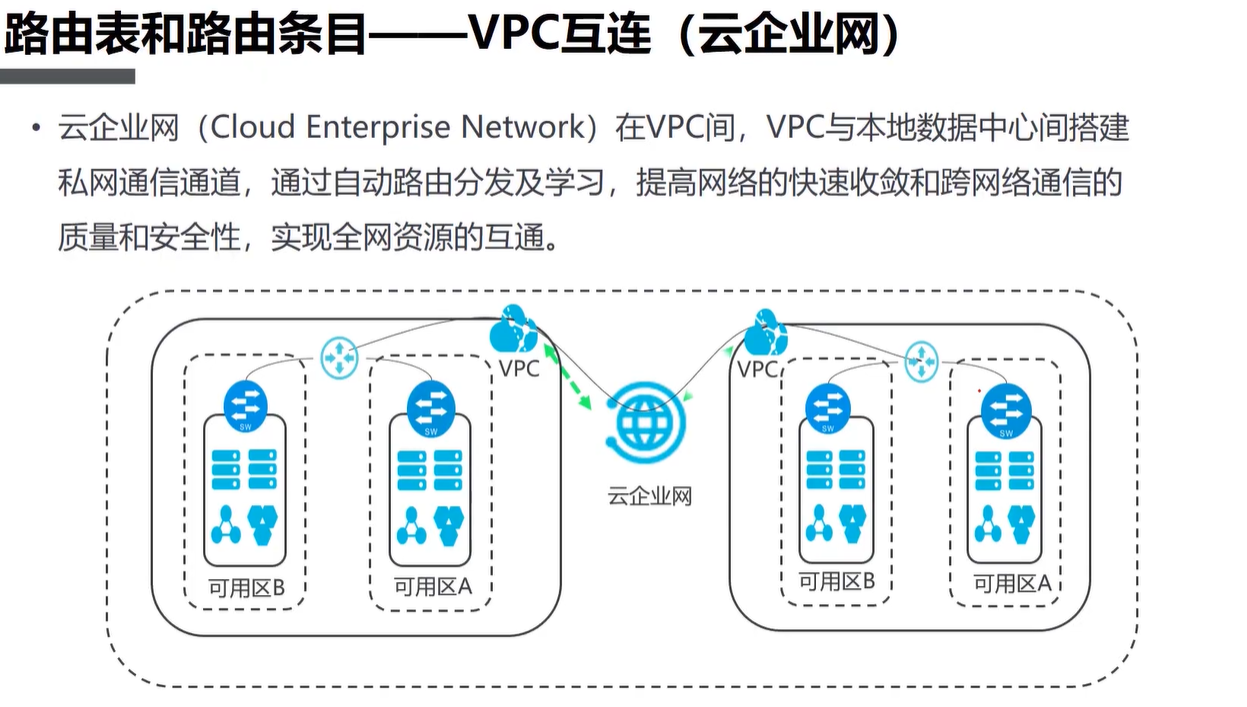 路由表和路由条目——VPC互连（云企业网）
• 云企业网（Cloud Enterprise Network）在VPC间，VPC与本地数据中心间搭建
私网通信通道，通过自动路由分发及学习，提高网络的快速收敛和跨网络通信的
质量和安全性，实现全网资源的互通。
VPC
VPC
SW
SW
SW
SW
云企业网
可用区B
可用区A
可用区B
可用区A